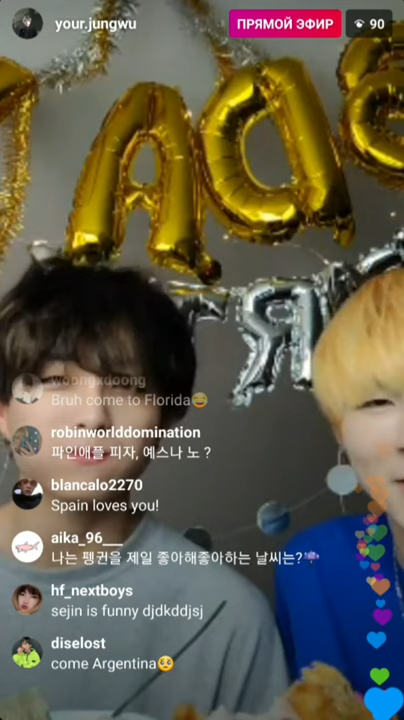 your.jungwu
ПРЯМОЙ ЭФИР
90
woongxdoong
Bruh come to Florida😅
robinworlddomination
파인애플 피자, 예스나 노 ?
blancalo2270
Spain loves you!
aika_96___
나는 펭귄을 제일 좋아해좋아하는 날씨는?☔
hf_nextboys
sejin is funny djdkddjsj
diselost
come Argentina🥺